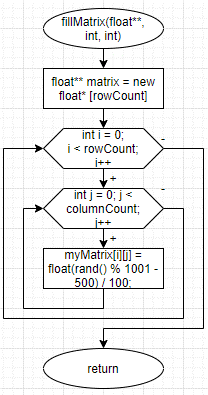 fillMatrix(float**,
int, int)
float** matrix = new
float* [rowCount]
int i = 0;
i < rowCount;
i++
-
+
int j = 0; j <
columnCount;
j++
-
+
myMatrix[i][j] =
float(rand() % 1001 -
500) / 100;
return